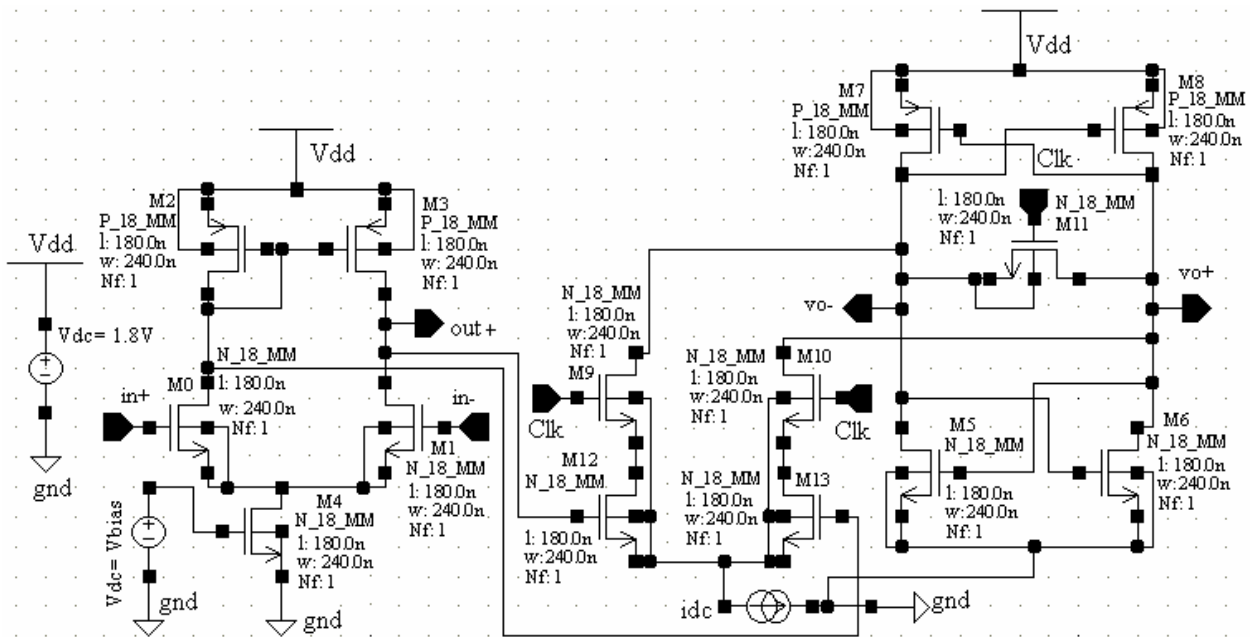 Vdd
Vdc= 1.8V
gnd
Vdd
M2
P_18_MM
l: 180.0n
w: 240.0n
Nf: 1
M3
P_18_MM
l: 180.0n
w: 240.0n
Nf: 1
out+
in+
M0
N_18_MM
l: 180.0n
w: 240.0n
Nf: 1
in-
M1
N_18_MM
l: 180.0n
w: 240.0n
Nf: 1
Vdc= Vbias
gnd
M4
N_18_MM
l: 180.0n
w: 240.0n
Nf: 1
gnd
N_18_MM
l: 180.0n
w: 240.0n
Nf: 1
M9
Clk
M10
N_18_MM
l: 180.0n
w: 240.0n
Nf: 1
Clk
M12
N_18_MM
l: 180.0n
w: 240.0n
Nf: 1
M13
N_18_MM
l: 180.0n
w: 240.0n
Nf: 1
idc
gnd
Vdd
M7
P_18_MM
l: 180.0n
w: 240.0n
Nf: 1
M8
P_18_MM
l: 180.0n
w: 240.0n
Nf: 1
Clk
l: 180.0n
w: 240.0n
Nf: 1
N_18_MM
M11
vo-
vo+
M5
N_18_MM
l: 180.0n
w: 240.0n
Nf: 1
M6
N_18_MM
l: 180.0n
w: 240.0n
Nf: 1